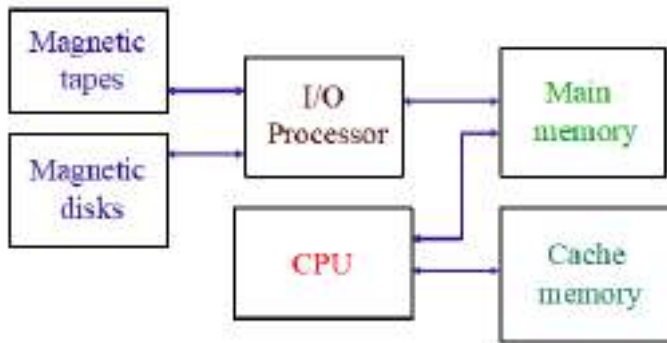 Magnetic
tapes
I/O
Processor
Main
memory
Magnetic
disks
CPU
Cache
memory